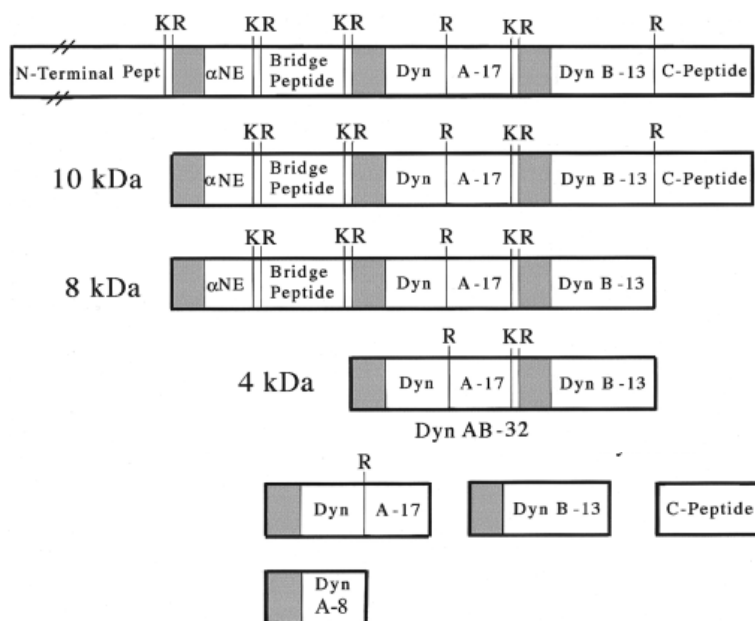 KR KR KR R KR R
N-Terminal Pept αNE Bridge Peptide Dyn A-17 Dyn B-13 C-Peptide
KR KR R KR R
10 kDa αNE Bridge Peptide Dyn A-17 Dyn B-13 C-Peptide
KR KR R KR
8 kDa αNE Bridge Peptide Dyn A-17 Dyn B-13
R KR
4 kDa Dyn A-17 Dyn B-13
Dyn AB-32
R
Dyn A-17 Dyn B-13 C-Peptide
Dyn
A-8